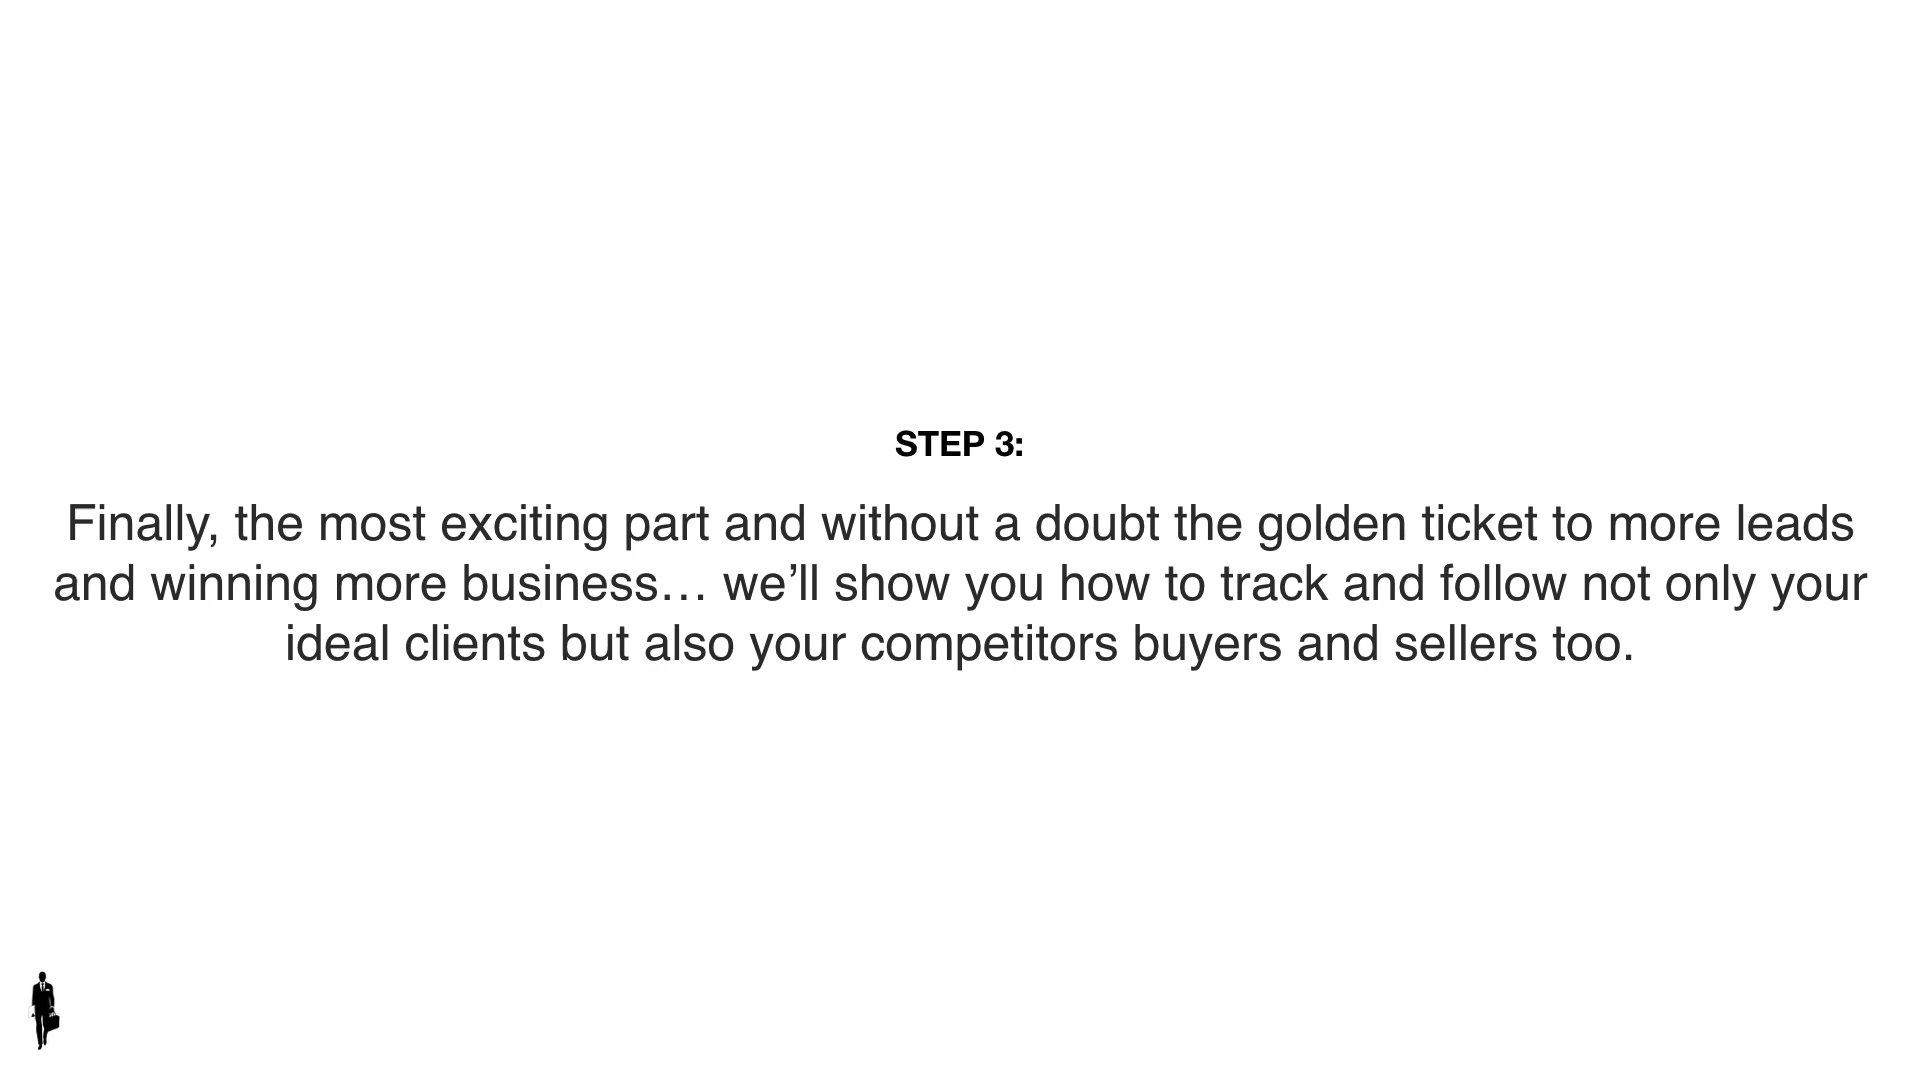 STEP 3:
Finally, the most exciting part and without a doubt the golden ticket to more leads
and winning more business… we’ll show you how to track and follow not only your
ideal clients but also your competitors buyers and sellers too.